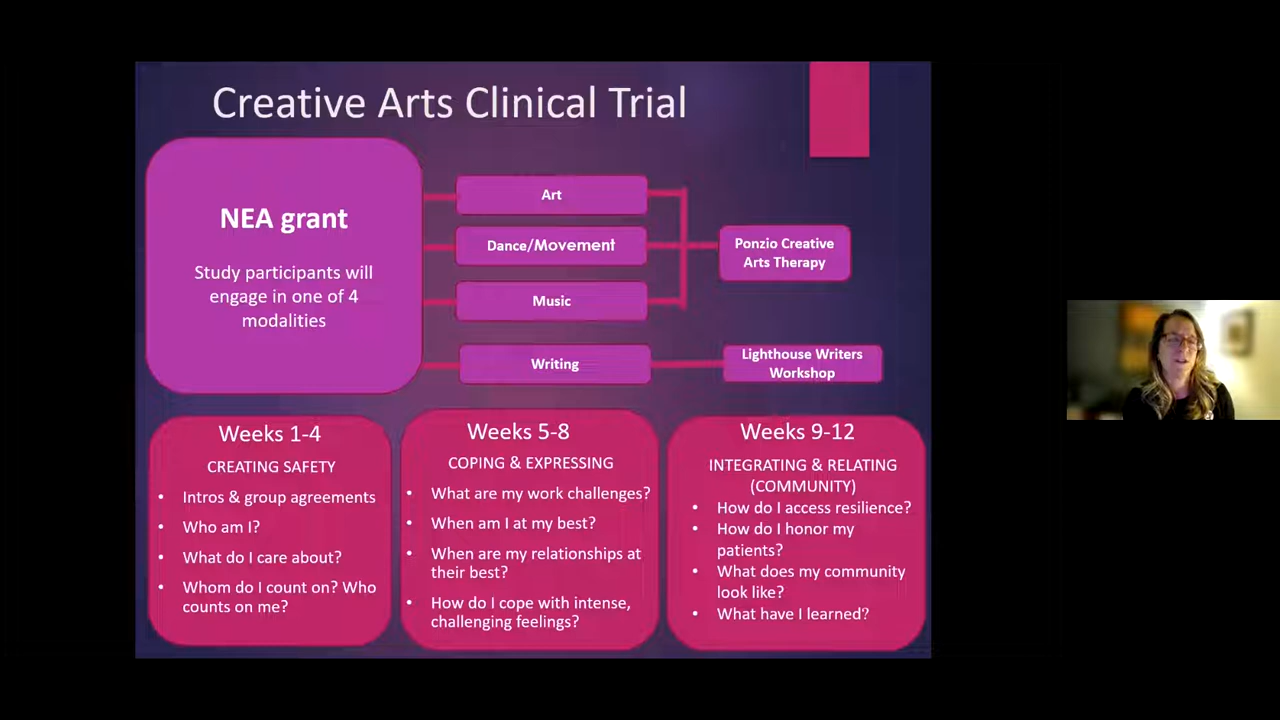 Creative Arts Clinical Trial
NEA grant
Study participants will
engage in one of 4
modalities
Art
Dance/Movement
Music
Writing
Ponzio Creative
Arts Therapy
Lighthouse Writers
Workshop
Weeks 1-4
CREATING SAFETY
• Intros & group agreements
• Who am I?
• What do I care about?
• Whom do I count on? Who
counts on me?
Weeks 5-8
COPING & EXPRESSING
• What are my work challenges?
• When am I at my best?
• When are my relationships at
their best?
• How do I cope with intense,
challenging feelings?
Weeks 9-12
INTEGRATING & RELATING
(COMMUNITY)
• How do I access resilience?
• How do I honor my
patients?
• What does my community
look like?
• What have I learned?